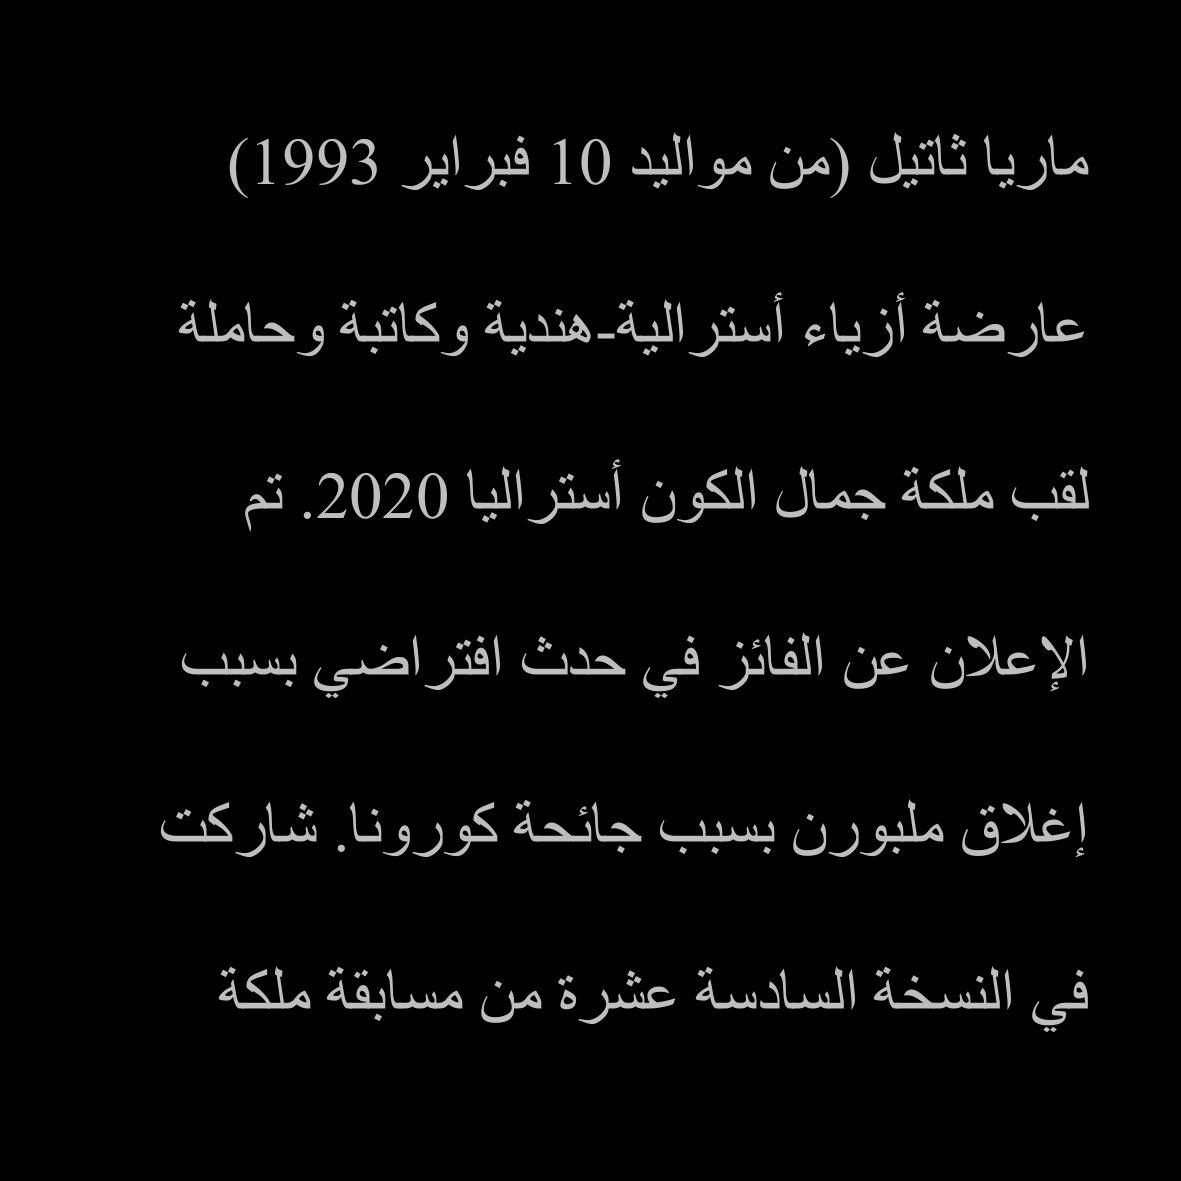 ماريا ثاتيل (من مواليد 10 فبراير 1993)
عارضة أزياء أسترالية-هندية وكاتبة وحاملة
لقب ملكة جمال الكون أستراليا 2020. تم
الإعلان عن الفائز في حدث افتراضي بسبب
إغلاق ملبورن بسبب جائحة كورونا. شاركت
في النسخة السادسة عشرة من مسابقة ملكة